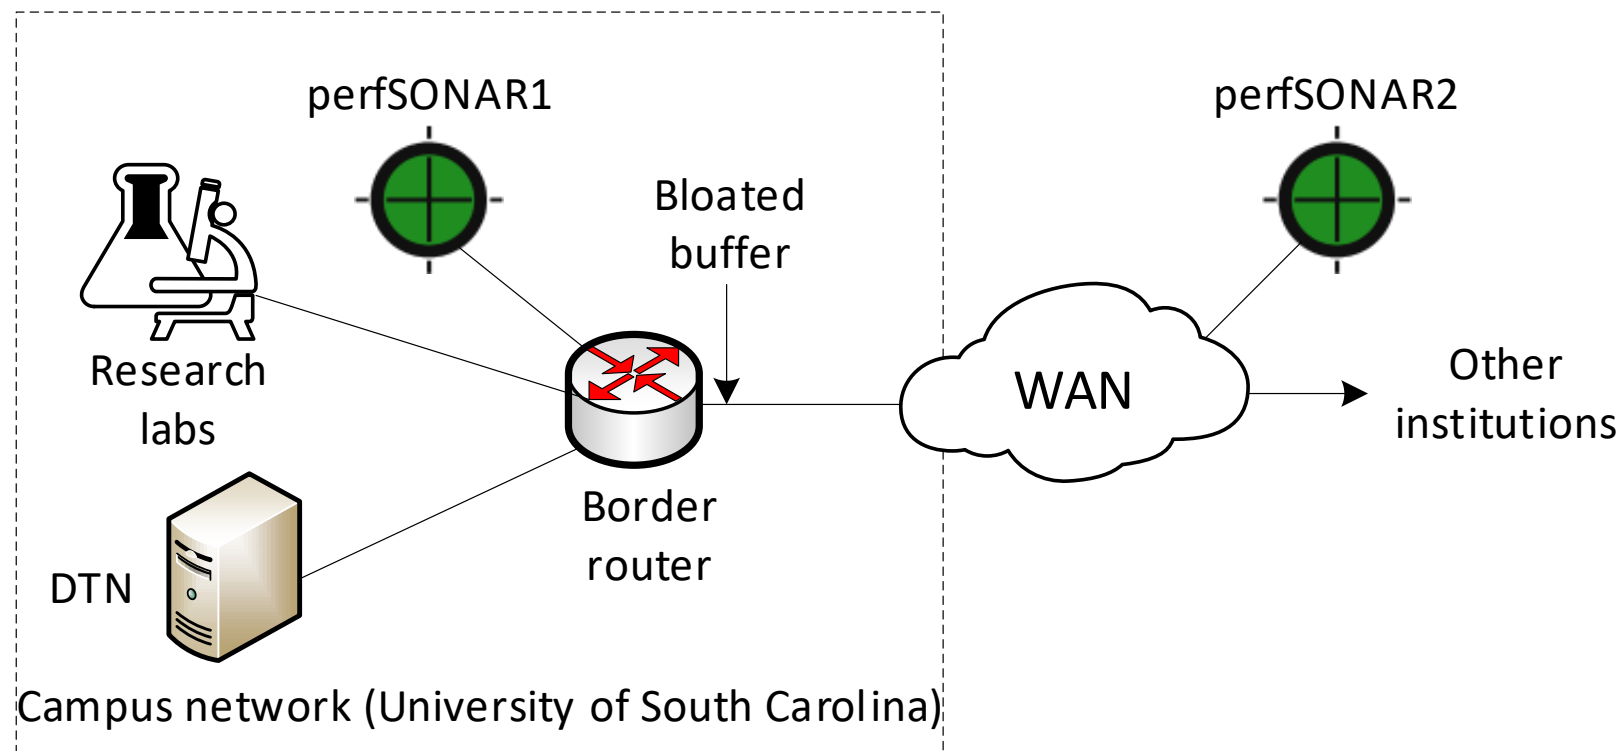 perfSONAR1
perfSONAR2
Bloated
buffer
Research
labs
WAN
Other
institutions
Border
router
DTN
Campus network (University of South Carolina)